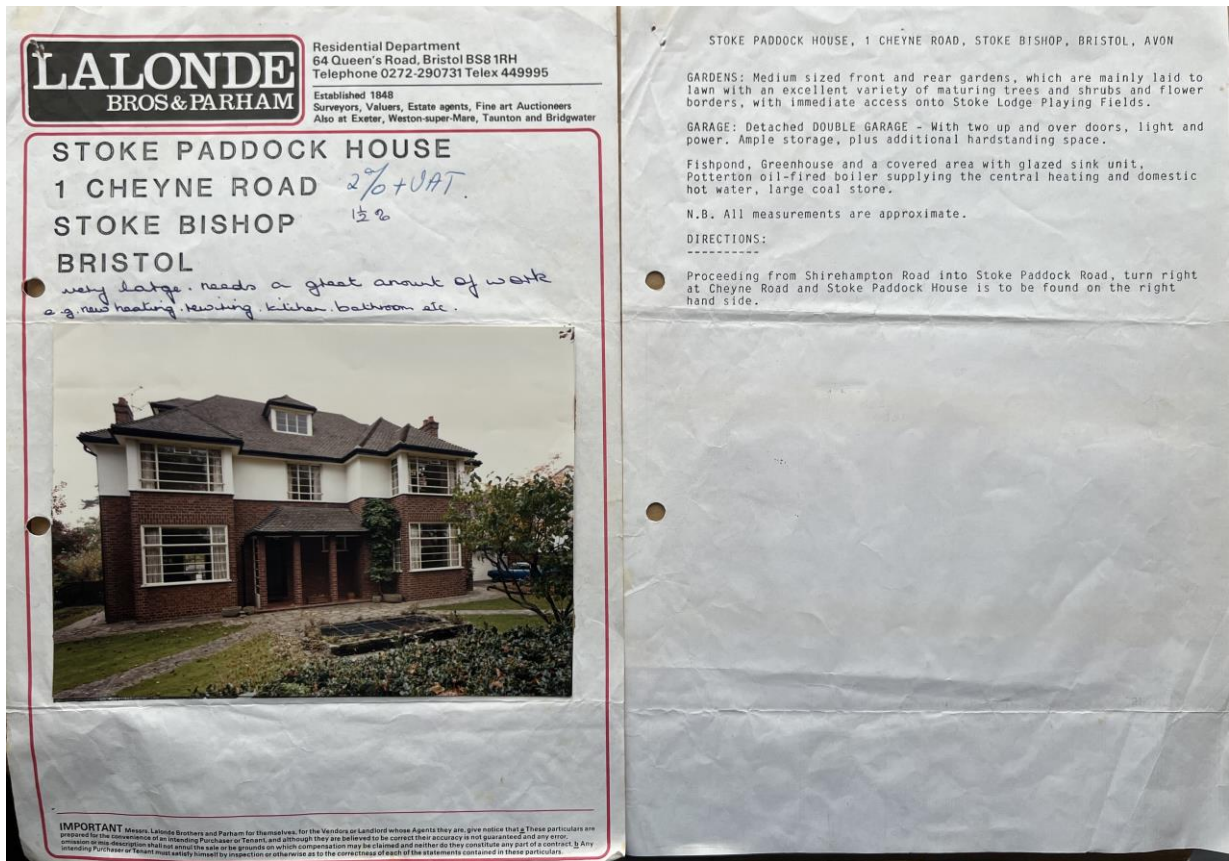 LALONDE
BROS & PARHAM
Residential Department
64 Queen's Road, Bristol BS8 1RH
Telephone 0272-290731 Telex 449995
Established 1848
Surveyors, Valuers, Estate agents, Fine art Auctioneers
Also at Exeter, Weston-super-Mare, Taunton and Bridgwater
STOKE PADDOCK HOUSE
1 CHEYNE ROAD 2% + VAT.
STOKE BISHOP 1½ %
BRISTOL
very large. needs a great amount of work
e.g. new heating. rewiring. kitchen. bathroom etc.
IMPORTANT Messrs. Lalonde Brothers and Parham for themselves, for the Vendors or Landlord whose Agents they are, give notice that a These particulars are
prepared for the convenience of an intending Purchaser or Tenant, and although they are believed to be correct their accuracy is not guaranteed and any error,
omission or mis-description shall not annul the sale or be grounds on which compensation may be claimed and neither do they constitute any part of a contract. b Any
intending Purchaser or Tenant must satisfy himself by inspection or otherwise as to the correctness of each of the statements contained in these particulars.
STOKE PADDOCK HOUSE, 1 CHEYNE ROAD, STOKE BISHOP, BRISTOL, AVON
GARDENS: Medium sized front and rear gardens, which are mainly laid to
lawn with an excellent variety of maturing trees and shrubs and flower
borders, with immediate access onto Stoke Lodge Playing Fields.
GARAGE: Detached DOUBLE GARAGE - With two up and over doors, light and
power. Ample storage, plus additional hardstanding space.
Fishpond, Greenhouse and a covered area with glazed sink unit,
Potterton oil-fired boiler supplying the central heating and domestic
hot water, large coal store.
N.B. All measurements are approximate.
DIRECTIONS:
----------
Proceeding from Shirehampton Road into Stoke Paddock Road, turn right
at Cheyne Road and Stoke Paddock House is to be found on the right
hand side.